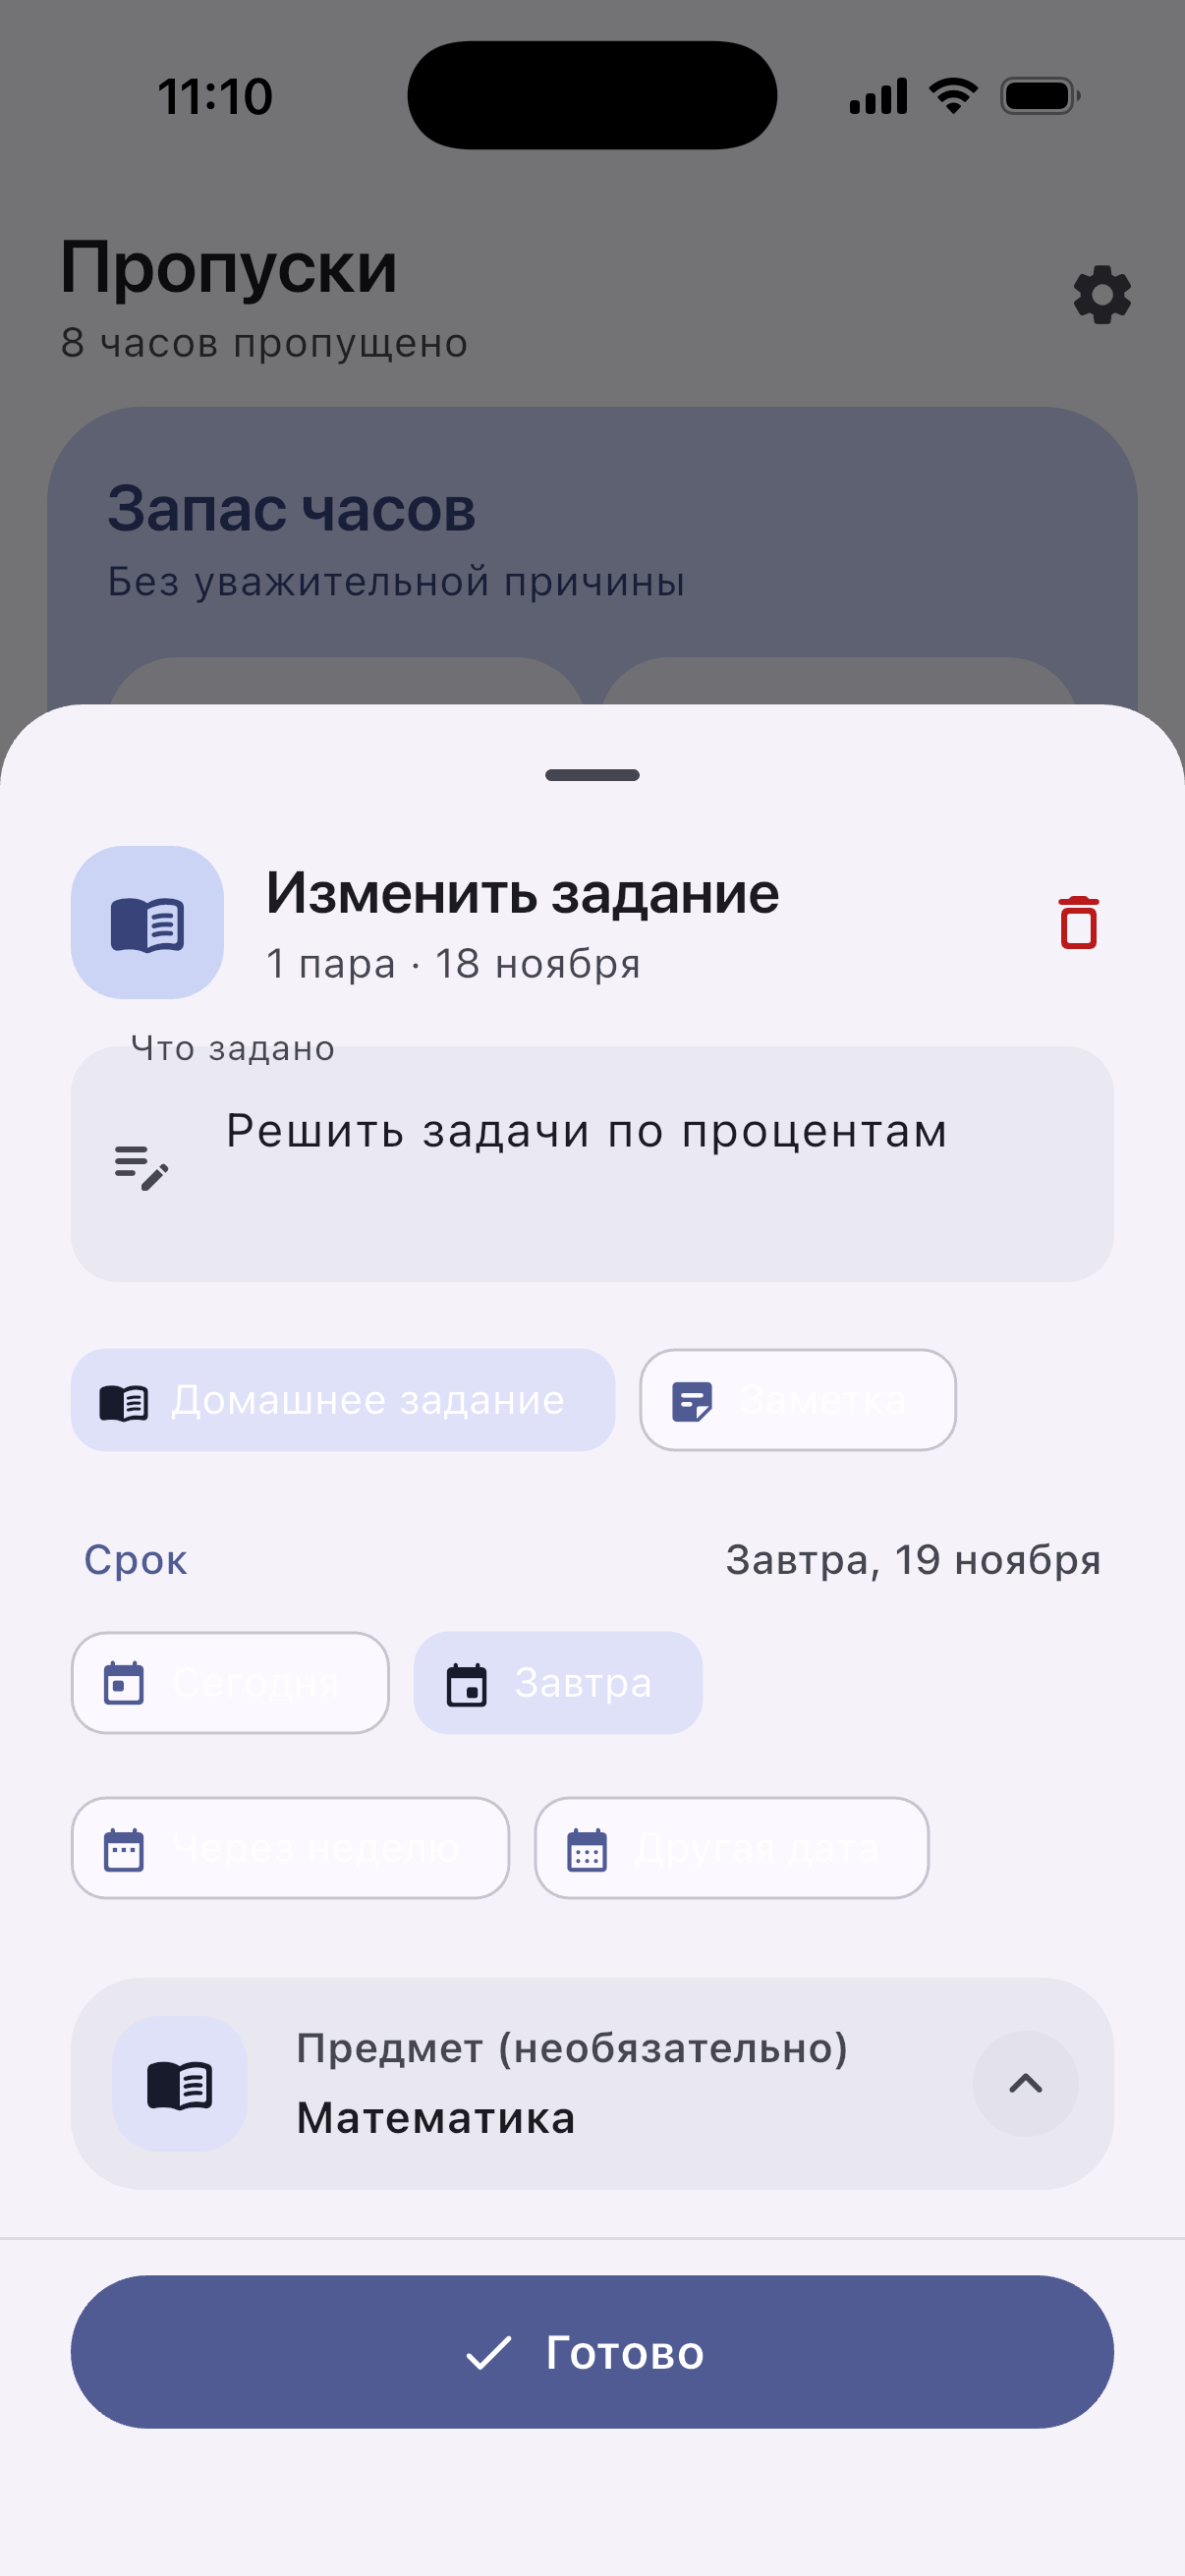 11:10
Пропуски
8 часов пропущено
Запас часов
Без уважительной причины
Изменить задание
1 пара · 18 ноября
Что задано
Решить задачи по процентам
Домашнее задание
Заметка
Срок
Завтра, 19 ноября
Сегодня
Завтра
Через неделю
Другая дата
Предмет (необязательно)
Математика
Готово